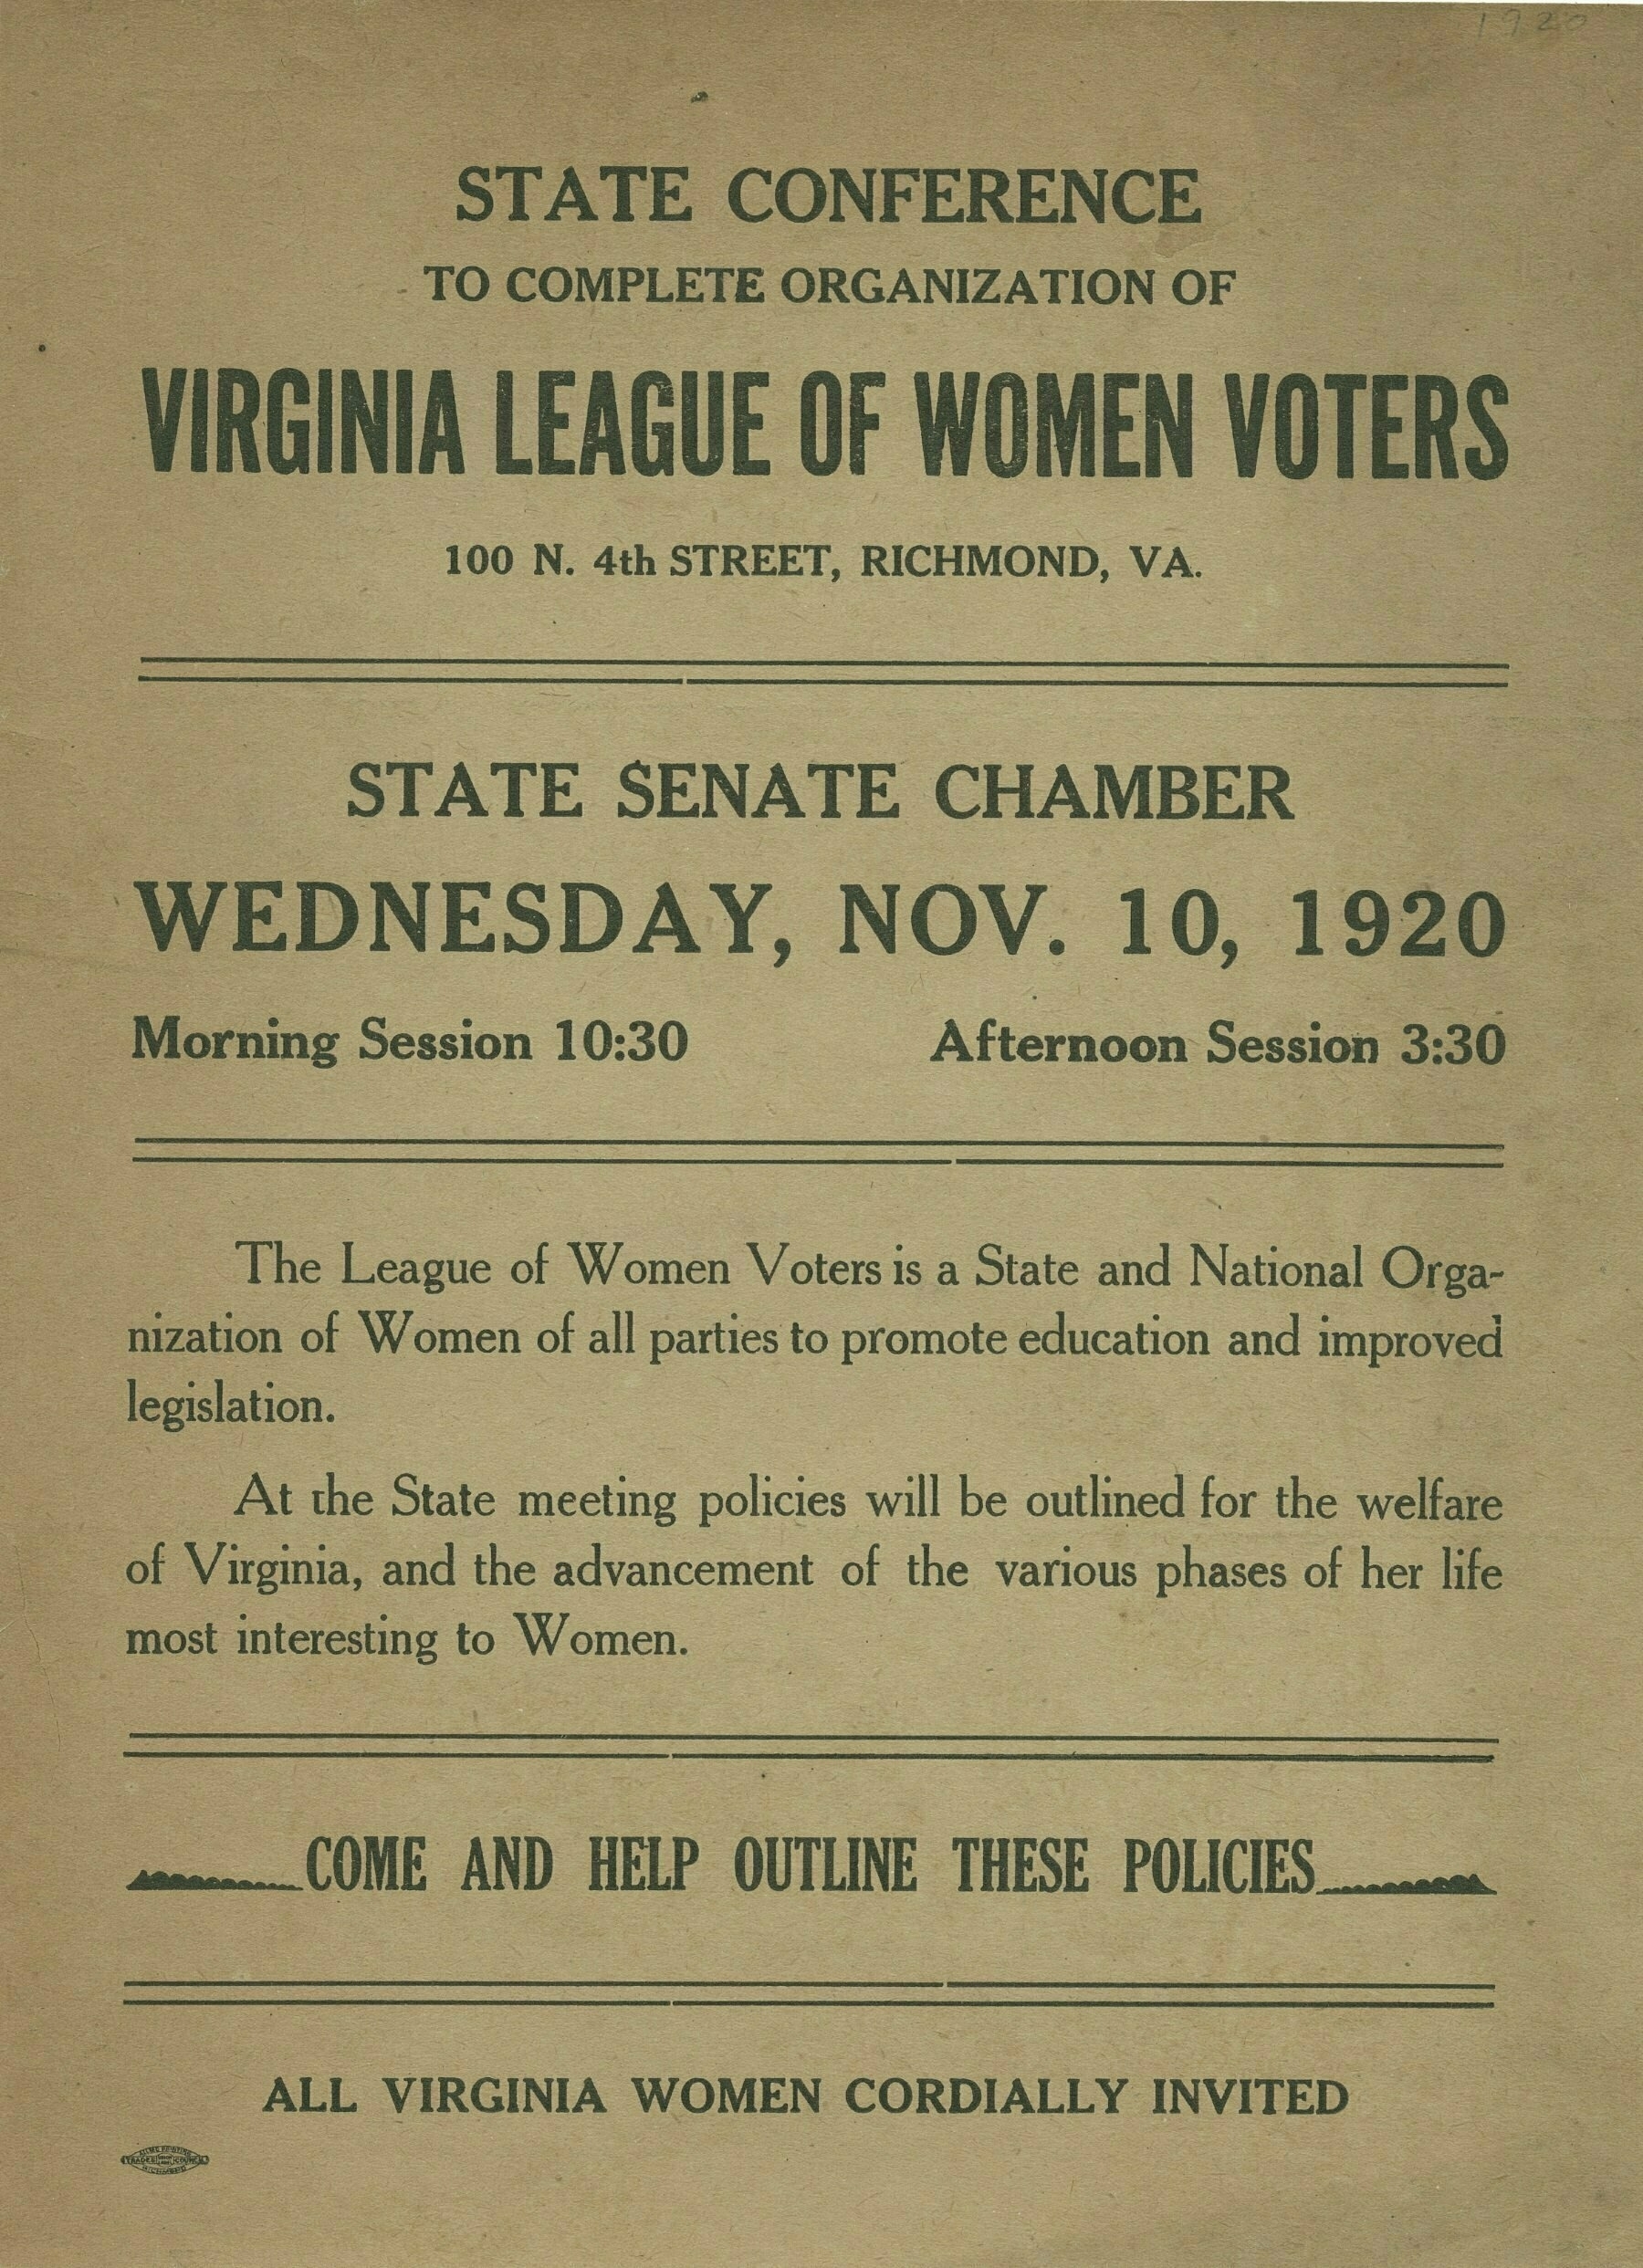 1920
STATE CONFERENCE
TO COMPLETE ORGANIZATION OF
VIRGINIA LEAGUE OF WOMEN VOTERS
100 N. 4th STREET, RICHMOND, VA.
STATE SENATE CHAMBER
WEDNESDAY, NOV. 10, 1920
Morning Session 10:30 Afternoon Session 3:30
The League of Women Voters is a State and National Orga-
nization of Women of all parties to promote education and improved
legislation.
At the State meeting policies will be outlined for the welfare
of Virginia, and the advancement of the various phases of her life
most interesting to Women.
COME AND HELP OUTLINE THESE POLICIES
ALL VIRGINIA WOMEN CORDIALLY INVITED
TRADES COUNCIL